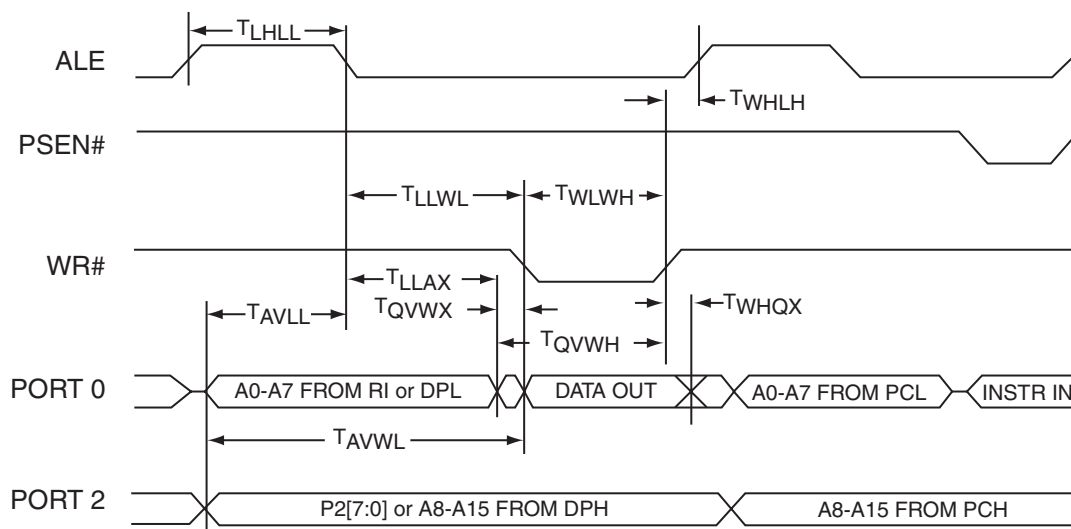 TLHLL
ALE
TWHLH
PSEN#
TLLWL
TWLWH
WR#
TLLAX
TAVLL
TQVWX
TWHQX
TQVWH
PORT 0
A0-A7 FROM RI or DPL
DATA OUT
A0-A7 FROM PCL
INSTR IN
TAVWL
PORT 2
P2[7:0] or A8-A15 FROM DPH
A8-A15 FROM PCH